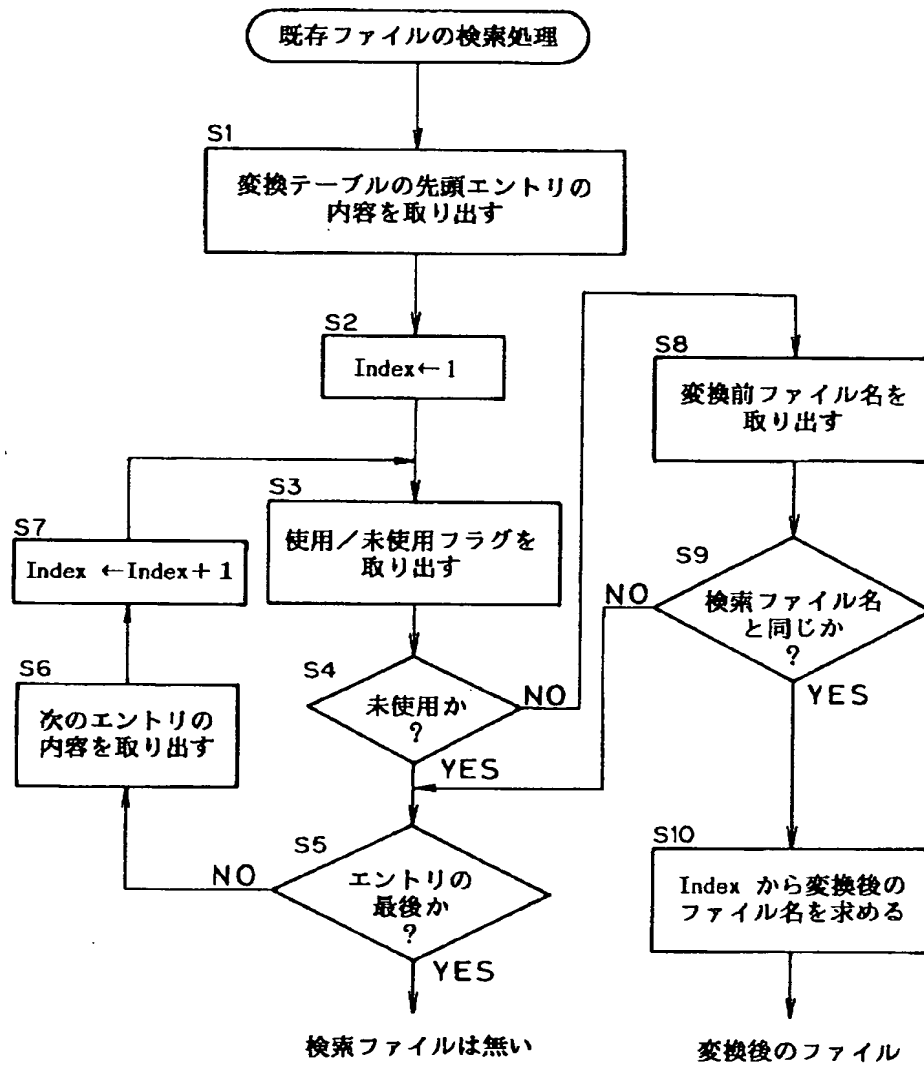 既存ファイルの検索処理
S1
変換テーブルの先頭エントリの
内容を取り出す
S2
Index←1
S3
使用／未使用フラグを
取り出す
S4
未使用か
?
NO
YES
S5
エントリの
最後か
?
NO
YES
検索ファイルは無い
S6
次のエントリの
内容を取り出す
S7
Index ←Index+1
S8
変換前ファイル名を
取り出す
S9
検索ファイル名
と同じか
?
NO
YES
S10
Index から変換後の
ファイル名を求める
変換後のファイル